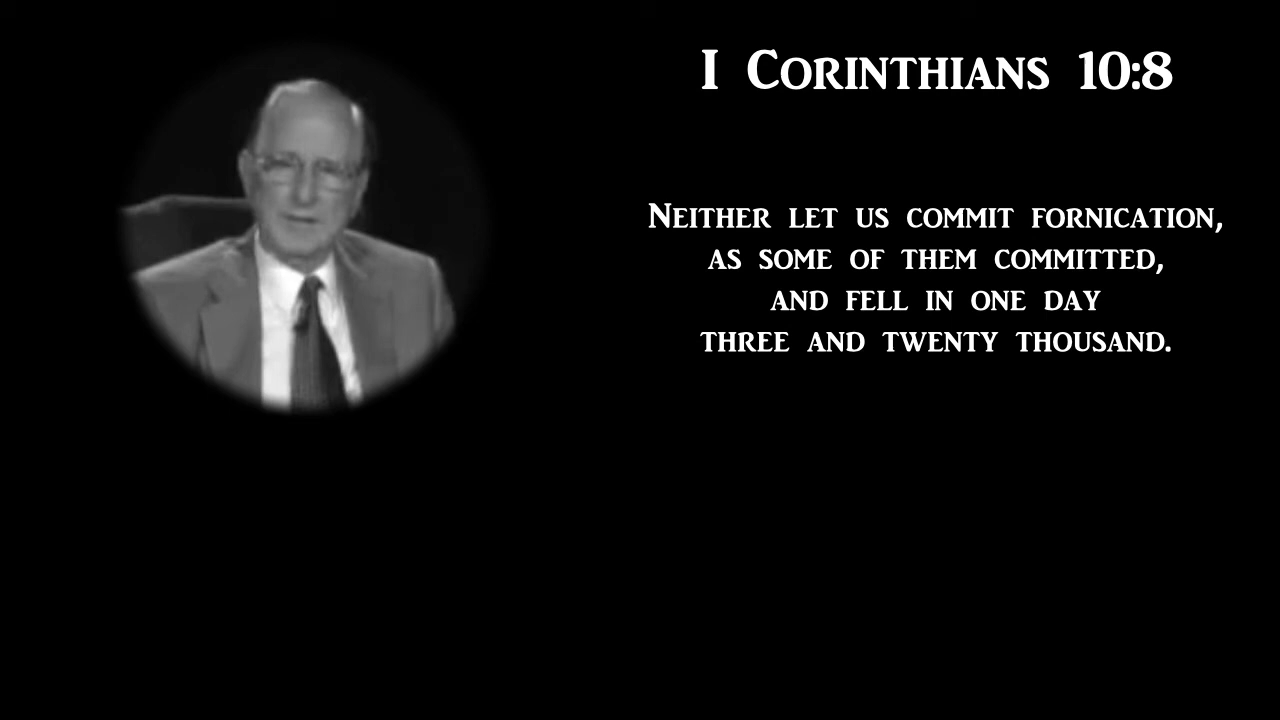 I Corinthians 10:8
Neither let us commit fornication,
as some of them committed,
and fell in one day
three and twenty thousand.